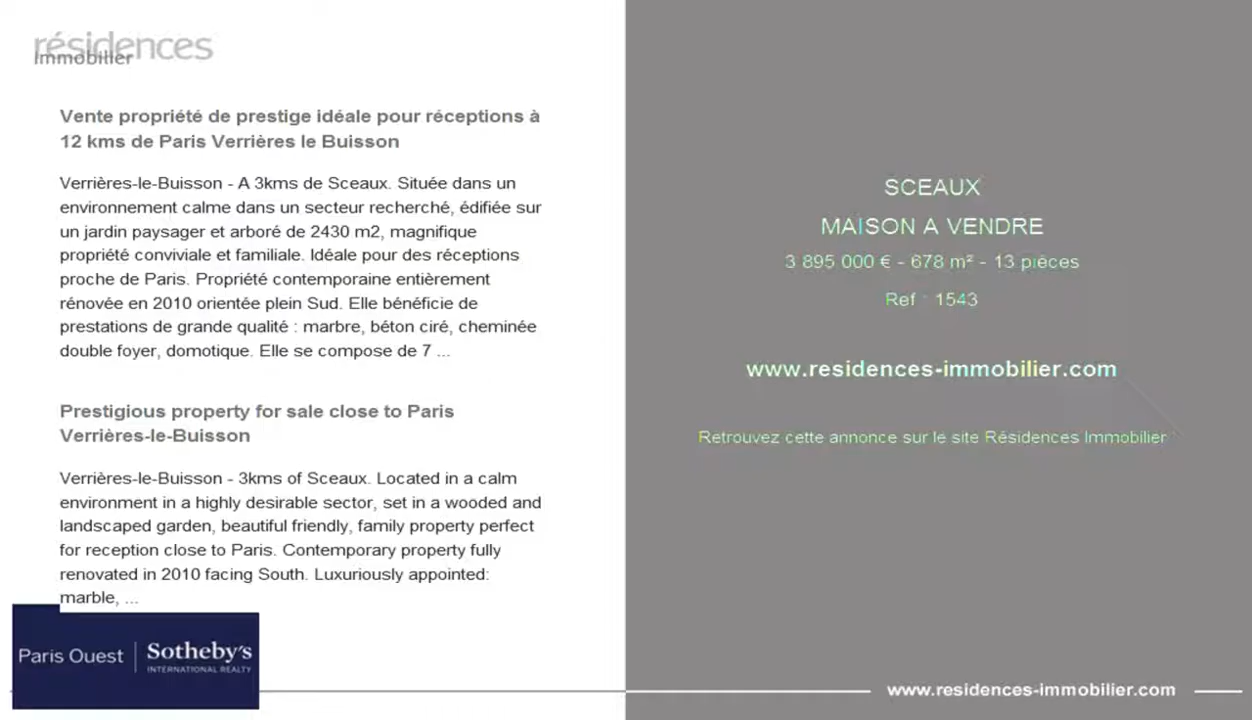 résidences
Immobilier
Vente propriété de prestige idéale pour réceptions à
12 kms de Paris Verrières le Buisson
Verrières-le-Buisson - A 3kms de Sceaux. Située dans un
environnement calme dans un secteur recherché, édifiée sur
un jardin paysager et arboré de 2430 m2, magnifique
propriété conviviale et familiale. Idéale pour des réceptions
proche de Paris. Propriété contemporaine entièrement
rénovée en 2010 orientée plein Sud. Elle bénéficie de
prestations de grande qualité : marbre, béton ciré, cheminée
double foyer, domotique. Elle se compose de 7 ...
Prestigious property for sale close to Paris
Verrières-le-Buisson
Verrières-le-Buisson - 3kms of Sceaux. Located in a calm
environment in a highly desirable sector, set in a wooded and
landscaped garden, beautiful friendly, family property perfect
for reception close to Paris. Contemporary property fully
renovated in 2010 facing South. Luxuriously appointed:
marble, ...
Paris Ouest
Sotheby's
INTERNATIONAL REALTY
SCEAUX
MAISON A VENDRE
3 895 000 € - 678 m² - 13 pièces
Ref : 1543
www.residences-immobilier.com
Retrouvez cette annonce sur le site Résidences Immobilier
www.residences-immobilier.com